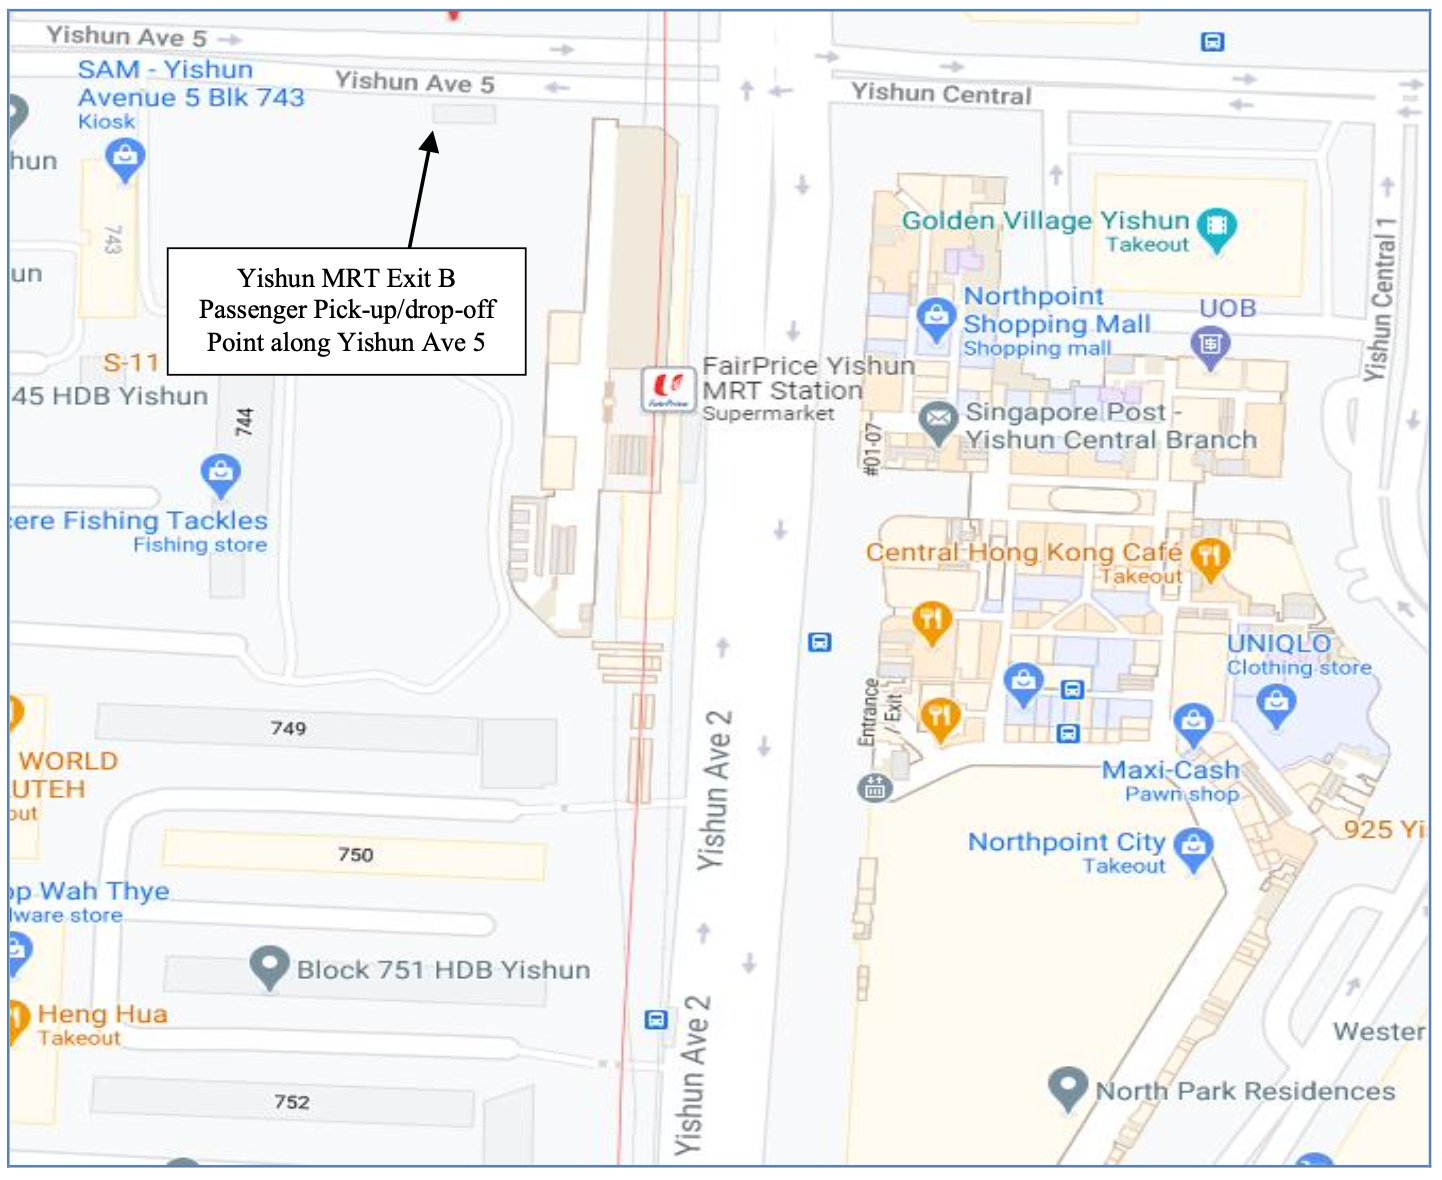 Yishun Ave 5
SAM - Yishun
Avenue 5 Blk 743
Kiosk
Yishun Ave 5
Yishun Central
hun
743
Yishun MRT Exit B
Passenger Pick-up/drop-off
Point along Yishun Ave 5
un
Golden Village Yishun
Takeout
Yishun Central 1
Northpoint
Shopping Mall
Shopping mall
UOB
S-11
45 HDB Yishun
744
FairPrice
FairPrice Yishun
MRT Station
Supermarket
#01-07
Singapore Post -
Yishun Central Branch
cere Fishing Tackles
Fishing store
Central Hong Kong Café
Takeout
UNIQLO
Clothing store
Entrance
/ Exit
749
WORLD
UTEH
out
Yishun Ave 2
Maxi-Cash
Pawn shop
925 Yi
Northpoint City
Takeout
750
op Wah Thye
lware store
Block 751 HDB Yishun
Heng Hua
Takeout
Yishun Ave 2
Wester
North Park Residences
752